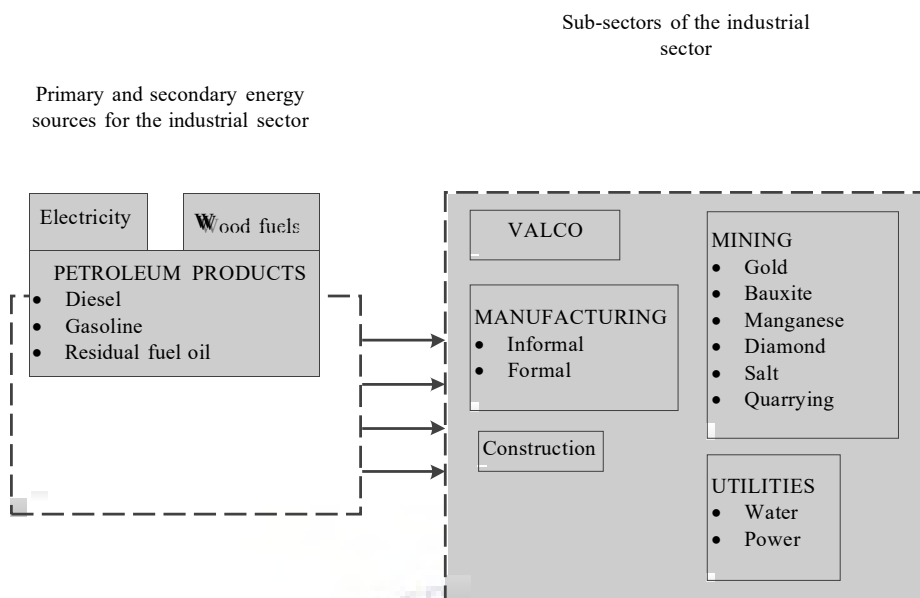 Sub-sectors of the industrial
sector
Primary and secondary energy
sources for the industrial sector
Electricity
Wood fuels
PETROLEUM PRODUCTS
• Diesel
• Gasoline
• Residual fuel oil
VALCO
MANUFACTURING
• Informal
• Formal
Construction
MINING
• Gold
• Bauxite
• Manganese
• Diamond
• Salt
• Quarrying
UTILITIES
• Water
• Power